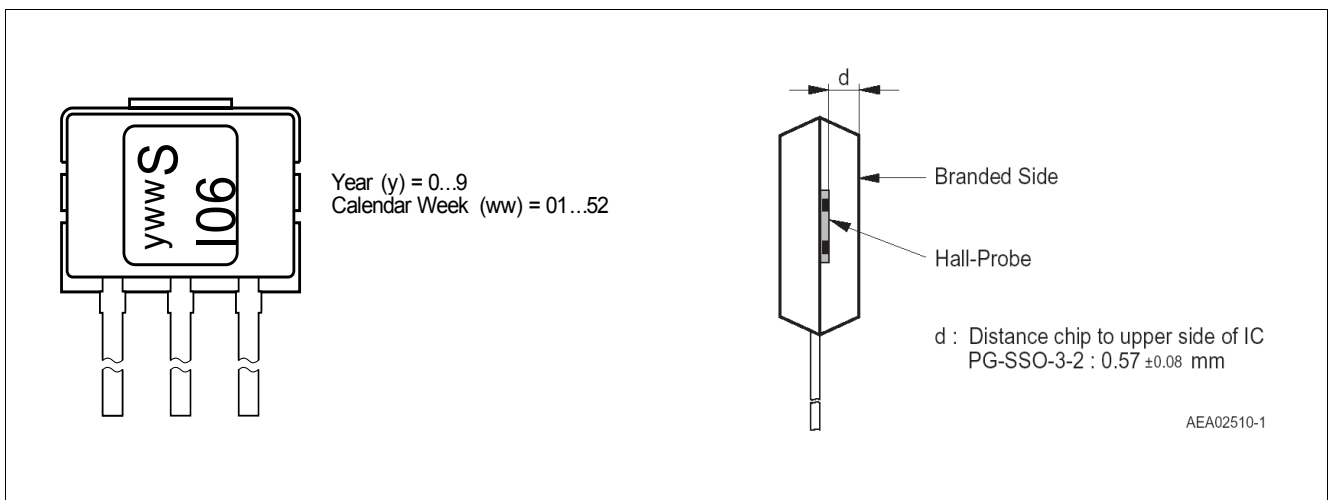 ywwS
I06
Year (y) = 0...9
Calendar Week (ww) = 01...52
d
Branded Side
Hall-Probe
d : Distance chip to upper side of IC
PG-SSO-3-2 : 0.57 ±0.08 mm
AEA02510-1